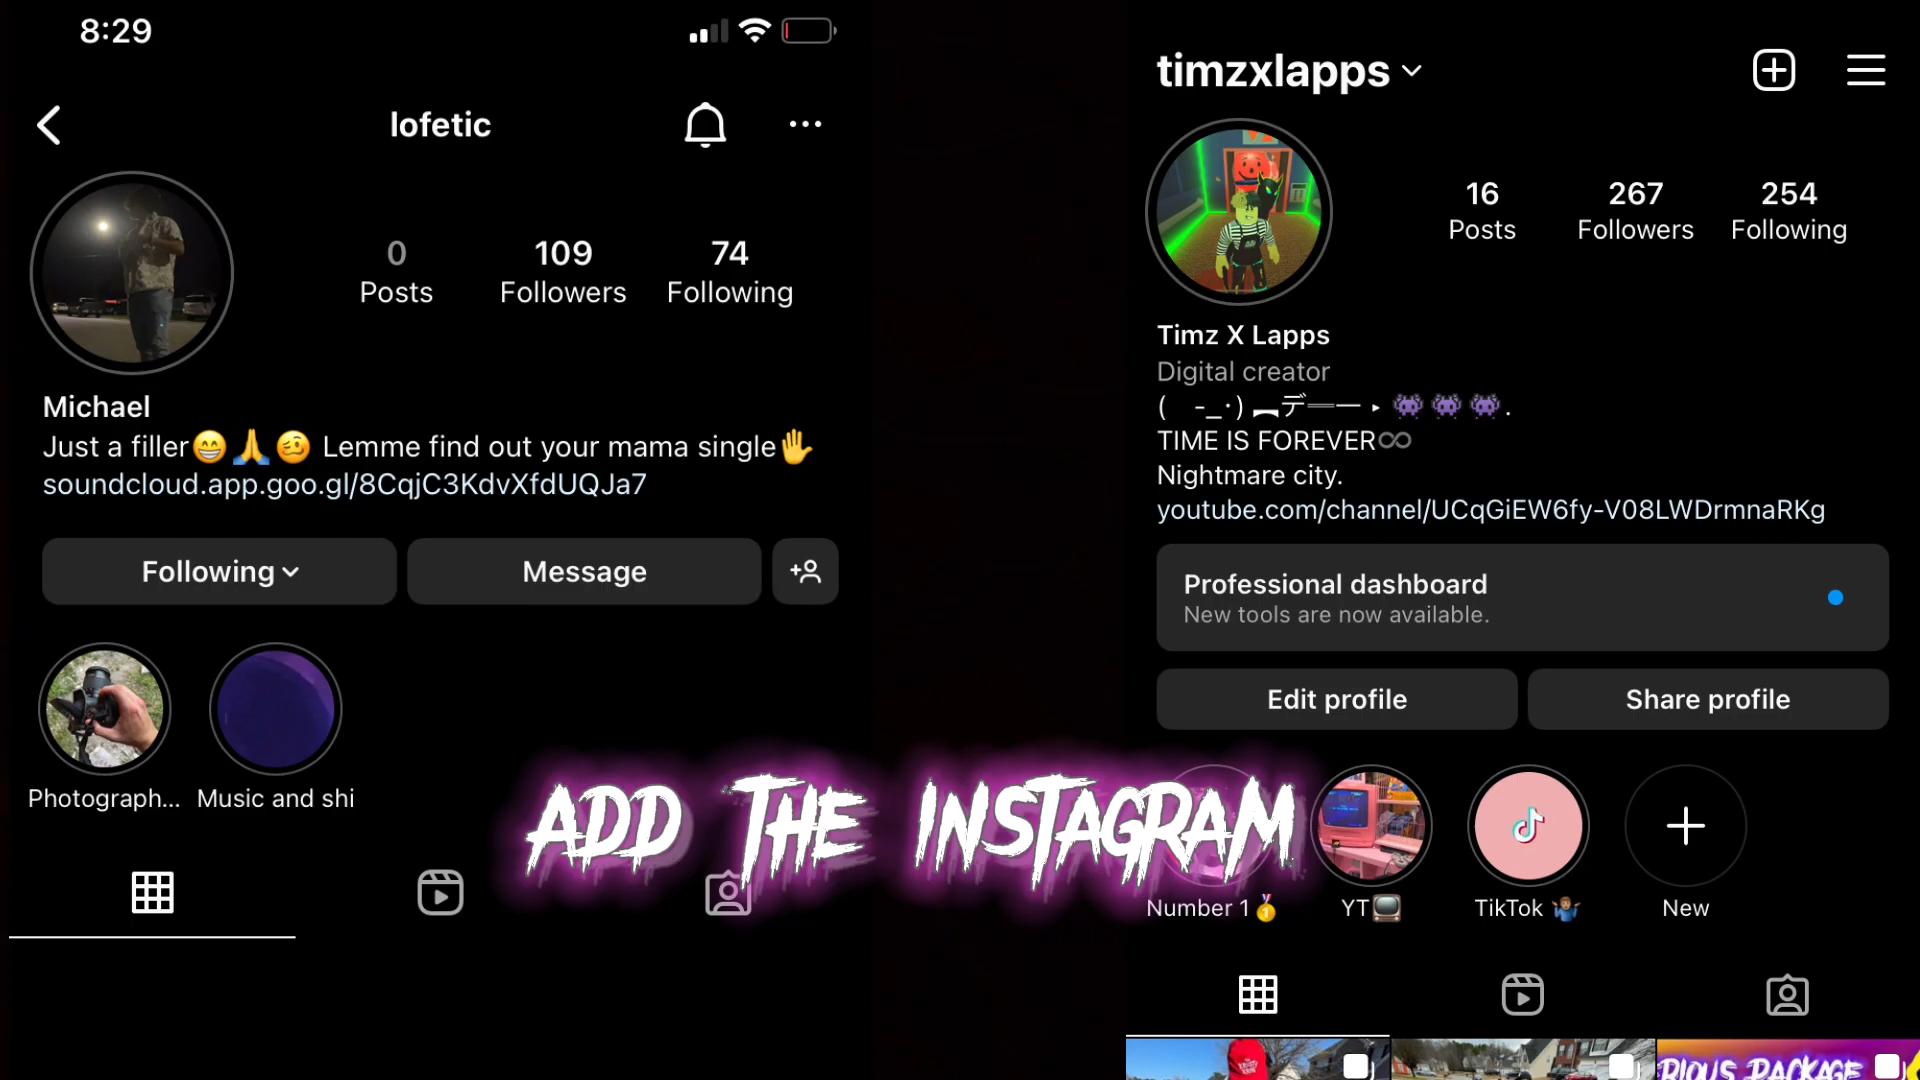 8:29
lofetic
0
Posts
109
Followers
74
Following
Michael
Just a filler😁🙏🥴 Lemme find out your mama single🖐
soundcloud.app.goo.gl/8CqjC3KdvXfdUQJa7
Following
Message
Photograph...
Music and shi
timzxlapps
16
Posts
267
Followers
254
Following
Timz X Lapps
Digital creator
( -_·) ︻デ═一 ▸ 👾 👾 👾 .
TIME IS FOREVER♾
Nightmare city.
youtube.com/channel/UCqGiEW6fy-V08LWDrmnaRKg
Professional dashboard
New tools are now available.
Edit profile
Share profile
ADD THE INSTAGRAM
Number 1🥇
YT📺
TikTok 🤷🏽‍♂️
New
RIOUS PACKAGE